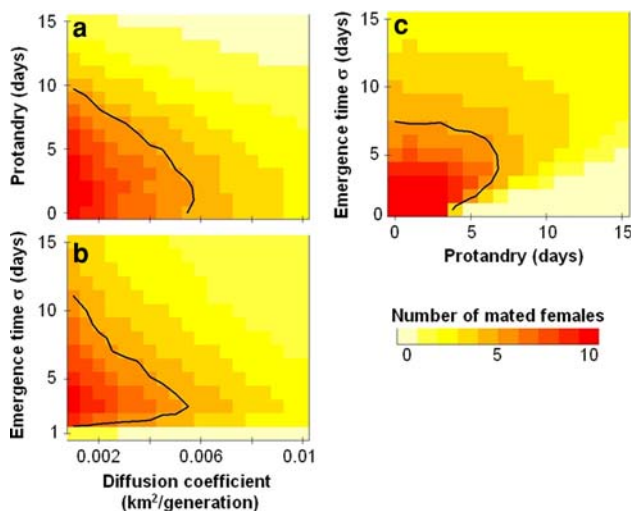 a
Protandry (days)
15
10
5
0
b
Emergence time σ (days)
15
10
5
1
0.002
0.006
0.01
Diffusion coefficient
(km²/generation)
c
Emergence time σ (days)
15
10
5
0
0
5
10
15
Protandry (days)
Number of mated females
0
5
10